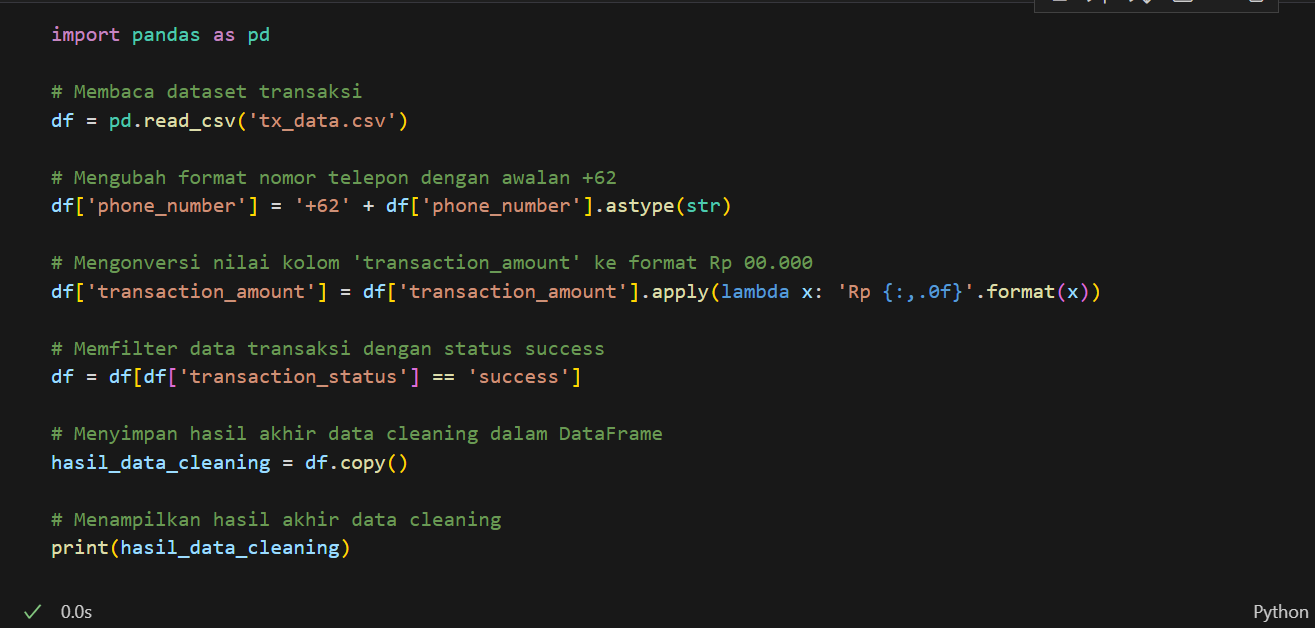 import pandas as pd
# Membaca dataset transaksi
df = pd.read_csv('tx_data.csv')
# Mengubah format nomor telepon dengan awalan +62
df['phone_number'] = '+62' + df['phone_number'].astype(str)
# Mengonversi nilai kolom 'transaction_amount' ke format Rp 00.000
df['transaction_amount'] = df['transaction_amount'].apply(lambda x: 'Rp {:,.0f}'.format(x))
# Memfilter data transaksi dengan status success
df = df[df['transaction_status'] == 'success']
# Menyimpan hasil akhir data cleaning dalam DataFrame
hasil_data_cleaning = df.copy()
# Menampilkan hasil akhir data cleaning
print(hasil_data_cleaning)
0.0s
Python